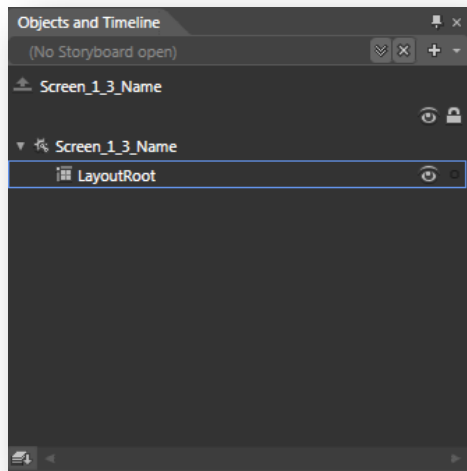 Objects and Timeline
(No Storyboard open)
Screen_1_3_Name
Screen_1_3_Name
LayoutRoot